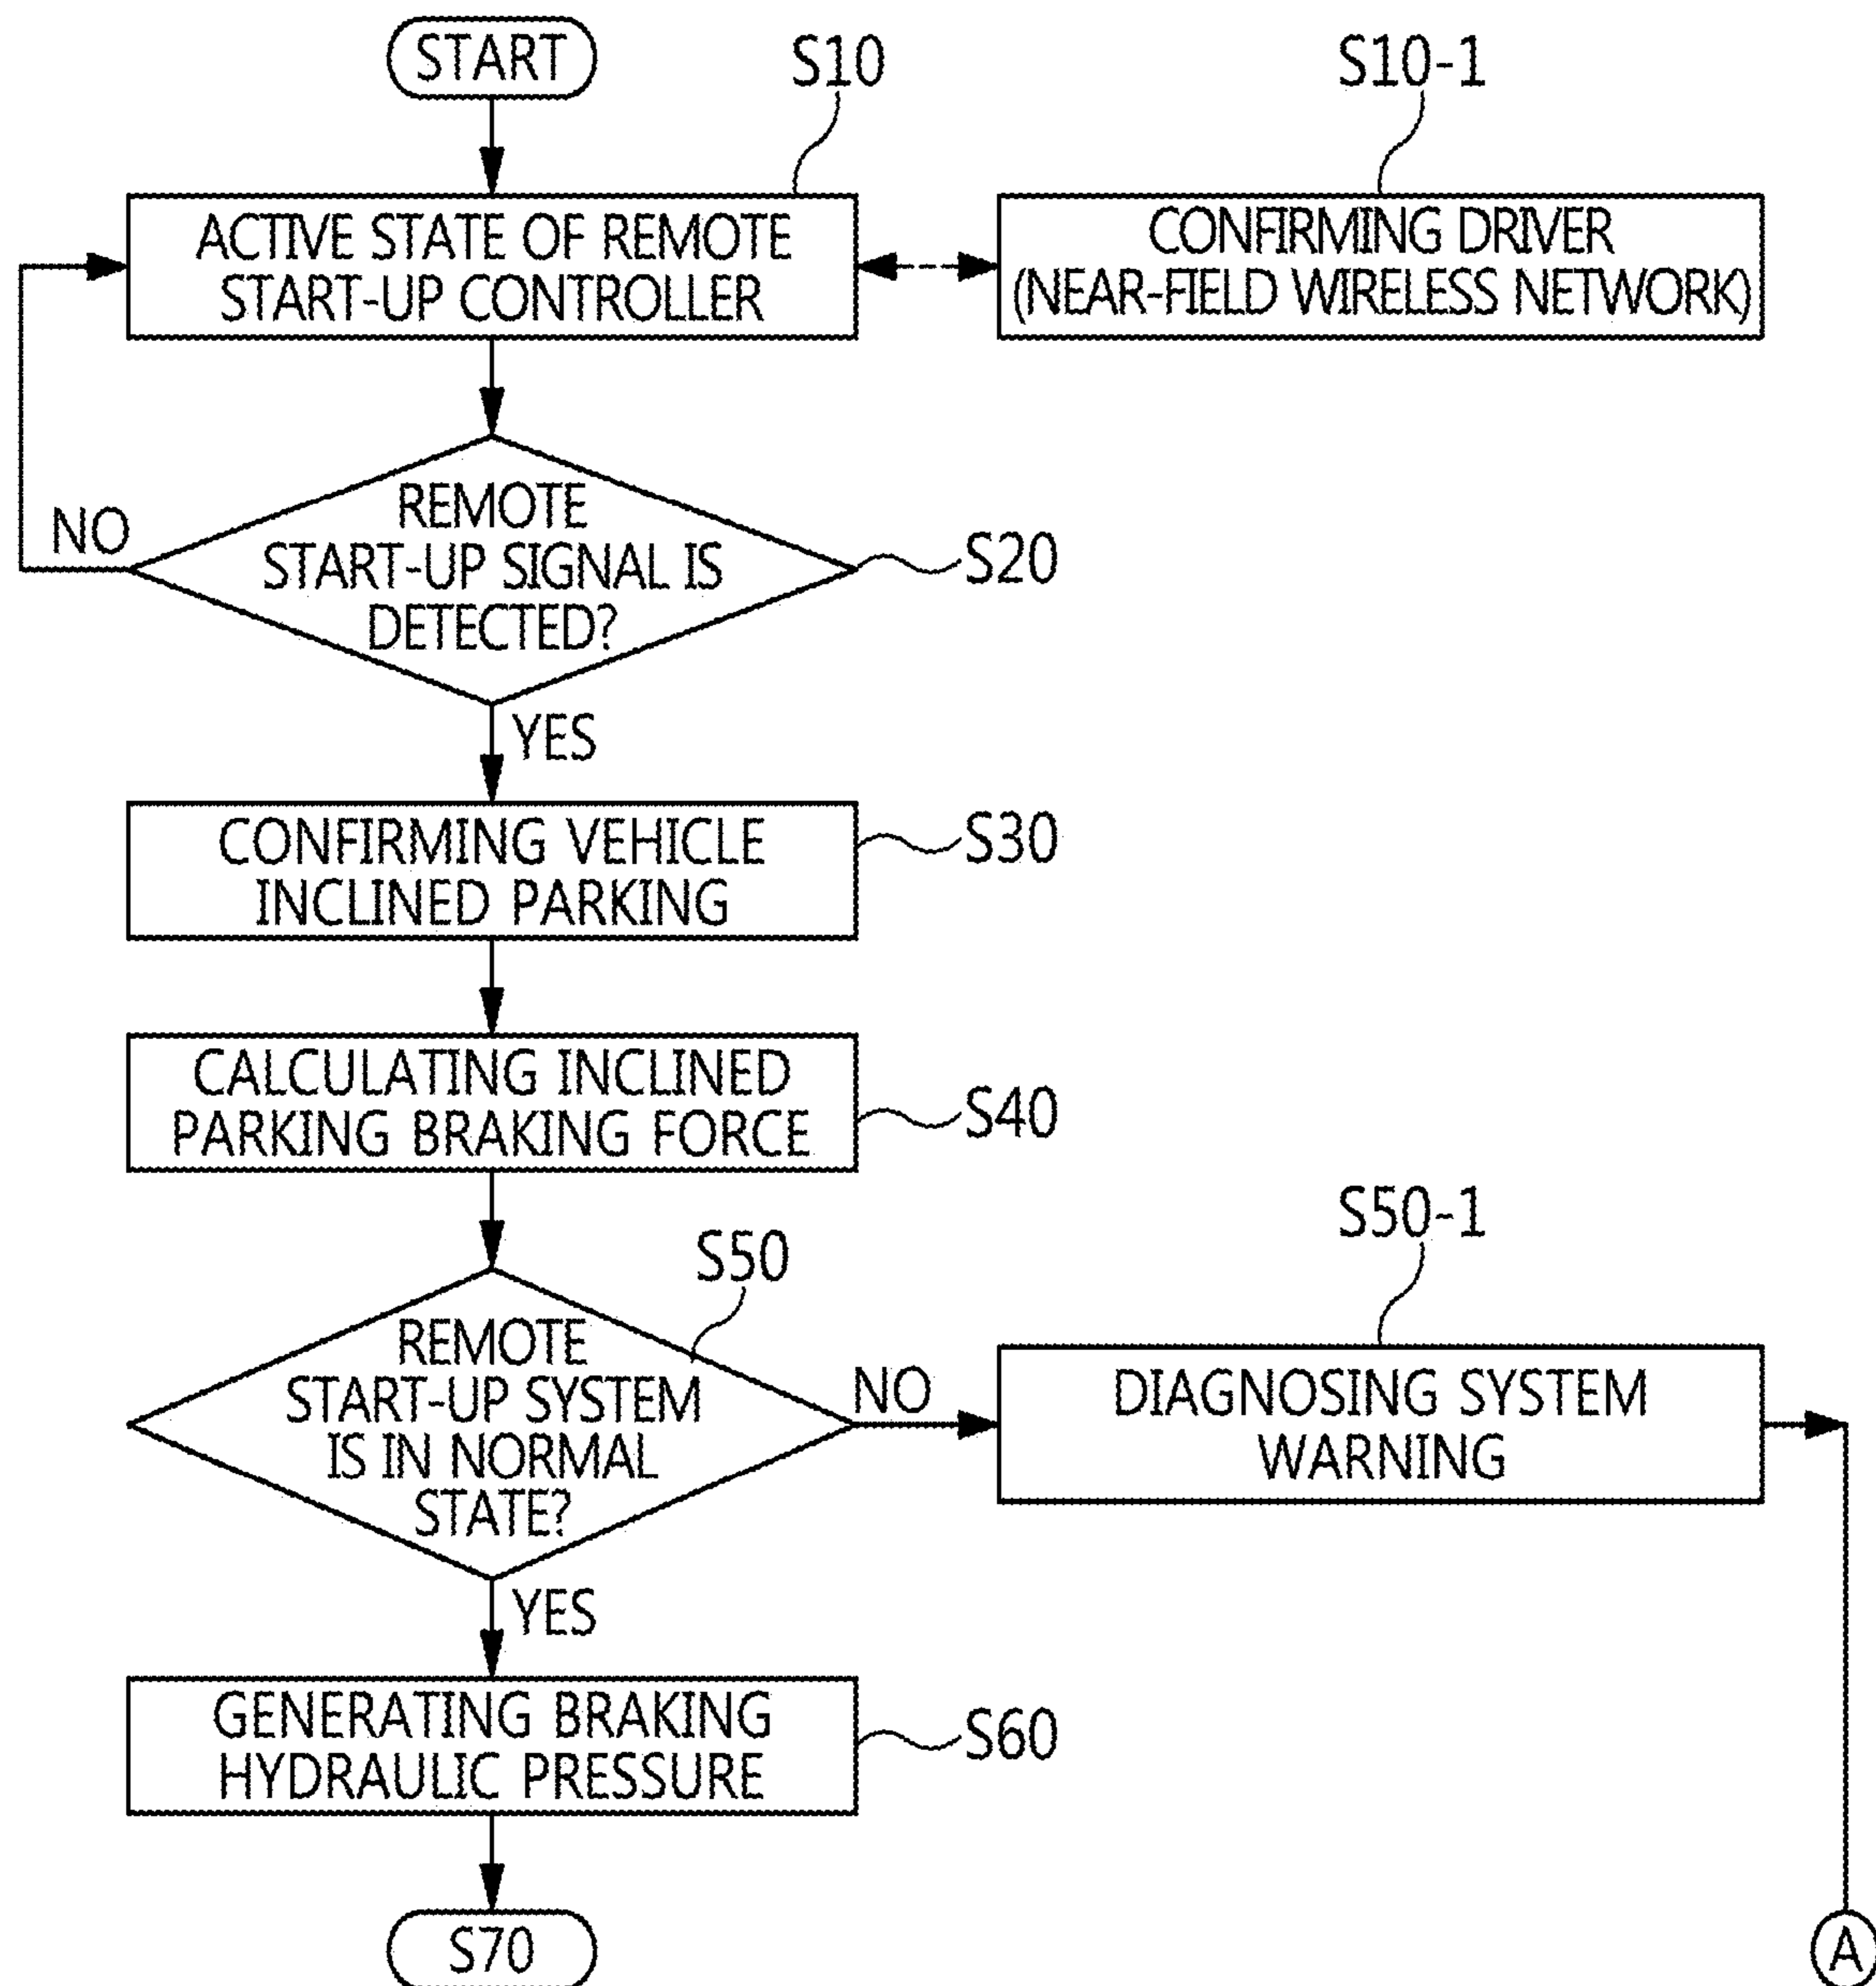 START
S10
S10-1
ACTIVE STATE OF REMOTE
START-UP CONTROLLER
CONFIRMING DRIVER
(NEAR-FIELD WIRELESS NETWORK)
NO
REMOTE
START-UP SIGNAL IS
DETECTED?
S20
YES
CONFIRMING VEHICLE
INCLINED PARKING
S30
CALCULATING INCLINED
PARKING BRAKING FORCE
S40
S50
S50-1
REMOTE
START-UP SYSTEM
IS IN NORMAL
STATE?
NO
DIAGNOSING SYSTEM
WARNING
YES
GENERATING BRAKING
HYDRAULIC PRESSURE
S60
S70
A